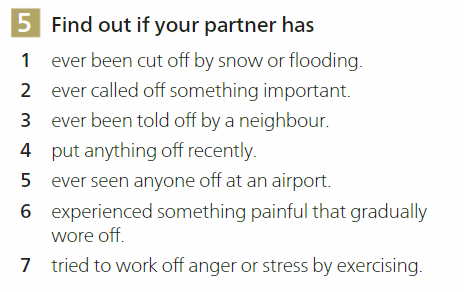 5 Find out if your partner has
1 ever been cut off by snow or flooding.
2 ever called off something important.
3 ever been told off by a neighbour.
4 put anything off recently.
5 ever seen anyone off at an airport.
6 experienced something painful that gradually
wore off.
7 tried to work off anger or stress by exercising.